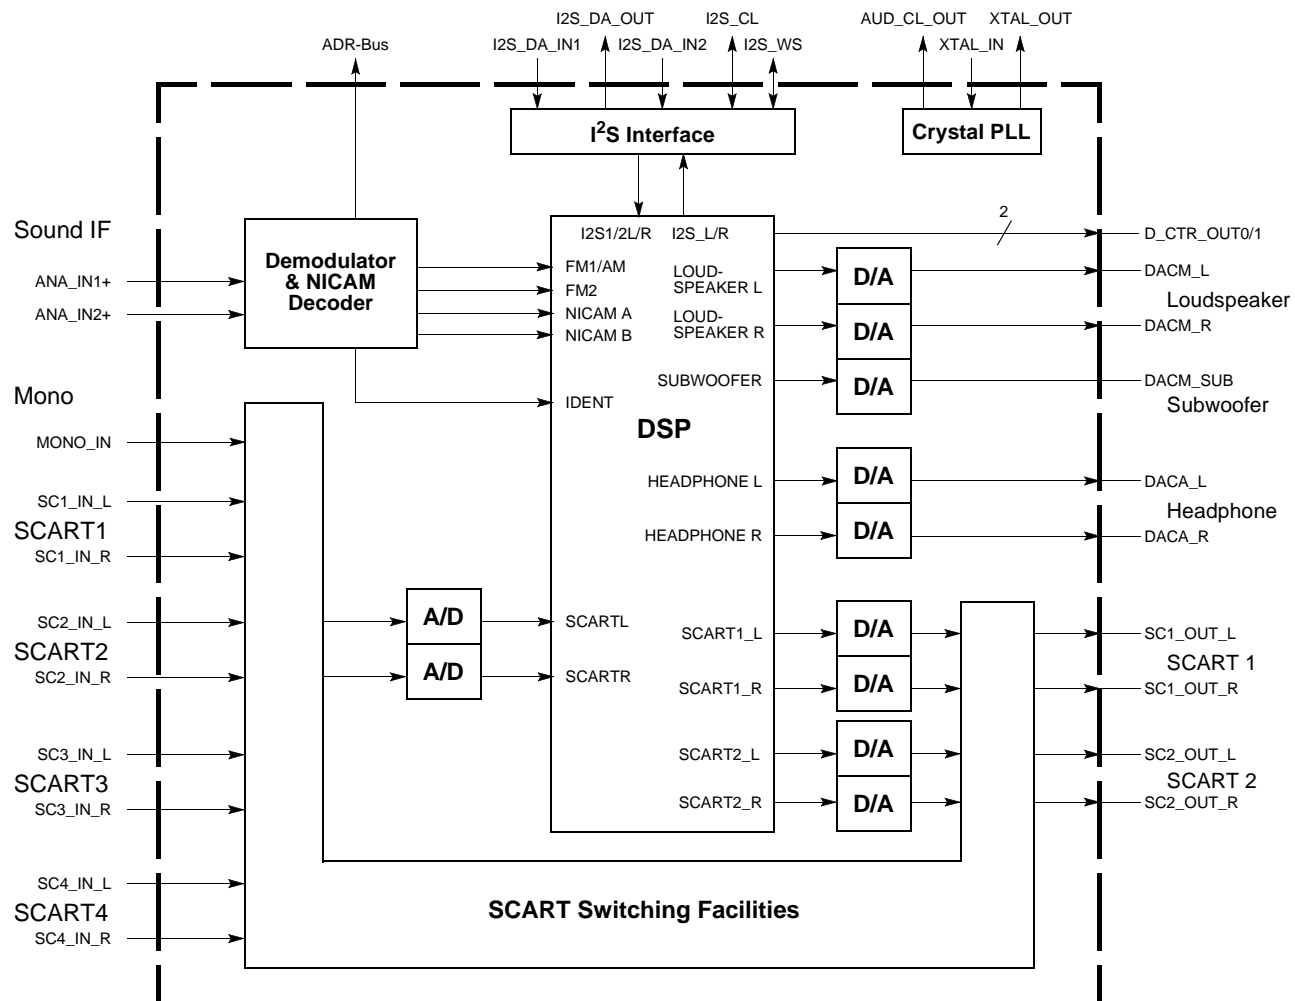 I2S_DA_OUT
I2S_CL
AUD_CL_OUT
XTAL_OUT
ADR-Bus
I2S_DA_IN1
I2S_DA_IN2
I2S_WS
XTAL_IN
I2S Interface
Crystal PLL
Sound IF
ANA_IN1+
ANA_IN2+
Demodulator
& NICAM
Decoder
I2S1/2L/R
I2S_L/R
FM1/AM
FM2
NICAM A
NICAM B
IDENT
LOUD-
SPEAKER L
LOUD-
SPEAKER R
SUBWOOFER
DSP
2
D_CTR_OUT0/1
D/A
DACM_L
Loudspeaker
D/A
DACM_R
D/A
DACM_SUB
Subwoofer
Mono
MONO_IN
SC1_IN_L
SCART1
SC1_IN_R
HEADPHONE L
D/A
DACA_L
Headphone
HEADPHONE R
D/A
DACA_R
SC2_IN_L
SCART2
SC2_IN_R
A/D
A/D
SCARTL
SCARTR
SCART1_L
D/A
SC1_OUT_L
SCART 1
SCART1_R
D/A
SC1_OUT_R
SC3_IN_L
SCART3
SC3_IN_R
SCART2_L
D/A
SC2_OUT_L
SCART 2
SCART2_R
D/A
SC2_OUT_R
SC4_IN_L
SCART4
SC4_IN_R
SCART Switching Facilities